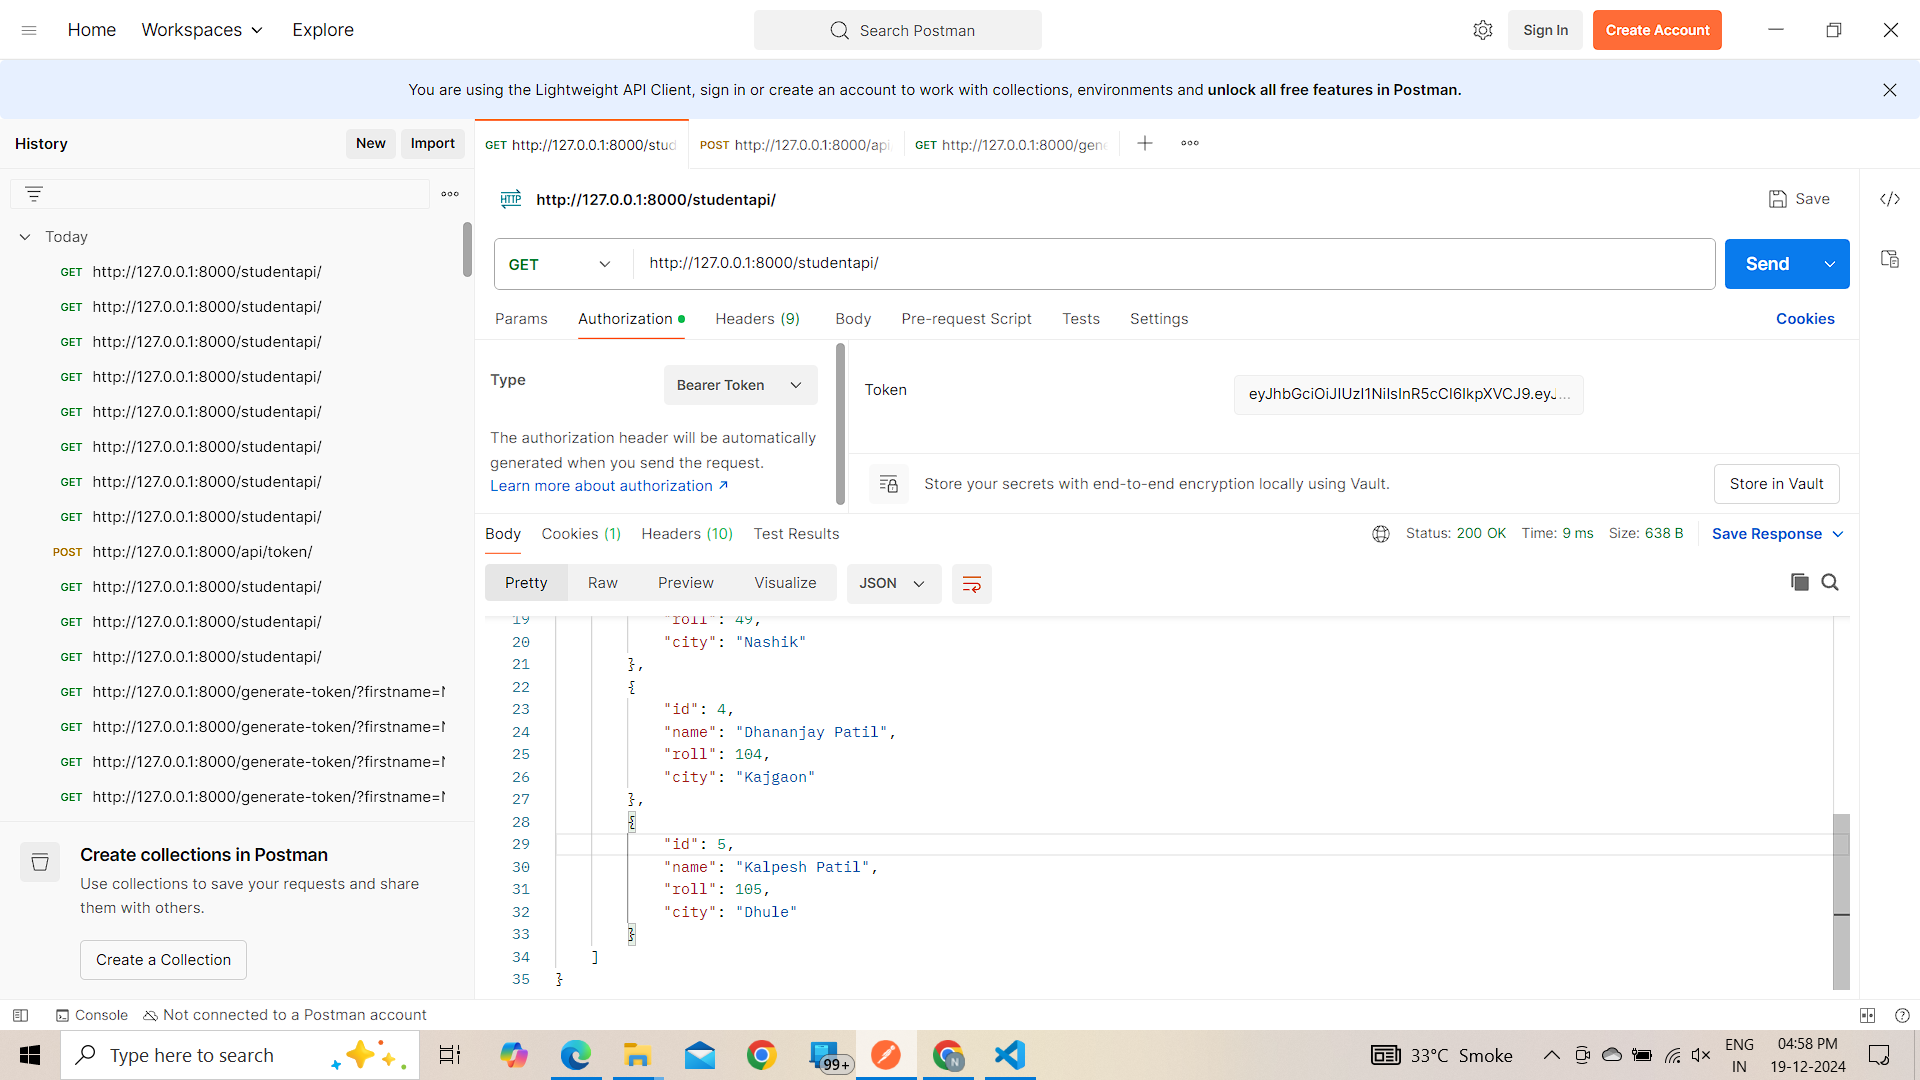 Home Workspaces Explore
Search Postman
Sign In Create Account
You are using the Lightweight API Client, sign in or create an account to work with collections, environments and unlock all free features in Postman.
History New Import
GET http://127.0.0.1:8000/stud POST http://127.0.0.1:8000/api GET http://127.0.0.1:8000/gene
HTTP http://127.0.0.1:8000/studentapi/ Save
Today
GET http://127.0.0.1:8000/studentapi/
GET http://127.0.0.1:8000/studentapi/
GET http://127.0.0.1:8000/studentapi/
GET http://127.0.0.1:8000/studentapi/
GET http://127.0.0.1:8000/studentapi/
GET http://127.0.0.1:8000/studentapi/
GET http://127.0.0.1:8000/studentapi/
GET http://127.0.0.1:8000/studentapi/
POST http://127.0.0.1:8000/api/token/
GET http://127.0.0.1:8000/studentapi/
GET http://127.0.0.1:8000/studentapi/
GET http://127.0.0.1:8000/studentapi/
GET http://127.0.0.1:8000/generate-token/?firstname=
GET http://127.0.0.1:8000/generate-token/?firstname=
GET http://127.0.0.1:8000/generate-token/?firstname=
GET http://127.0.0.1:8000/generate-token/?firstname=
Create collections in Postman
Use collections to save your requests and share
them with others.
Create a Collection
GET http://127.0.0.1:8000/studentapi/ Send
Params Authorization Headers (9) Body Pre-request Script Tests Settings Cookies
Type Bearer Token
The authorization header will be automatically
generated when you send the request.
Learn more about authorization ↗
Token eyJhbGciOiJIUzI1NiIsInR5cCI6IkpXVCJ9.eyJ...
Store your secrets with end-to-end encryption locally using Vault. Store in Vault
Body Cookies (1) Headers (10) Test Results Status: 200 OK Time: 9 ms Size: 638 B Save Response
Pretty Raw Preview Visualize JSON
19 "roll": 49,
20 "city": "Nashik"
21 },
22 {
23 "id": 4,
24 "name": "Dhananjay Patil",
25 "roll": 104,
26 "city": "Kajgaon"
27 },
28 {
29 "id": 5,
30 "name": "Kalpesh Patil",
31 "roll": 105,
32 "city": "Dhule"
33 }
34 ]
35 }
Console Not connected to a Postman account
Type here to search
99+
N
33°C Smoke
ENG
IN
04:58 PM
19-12-2024